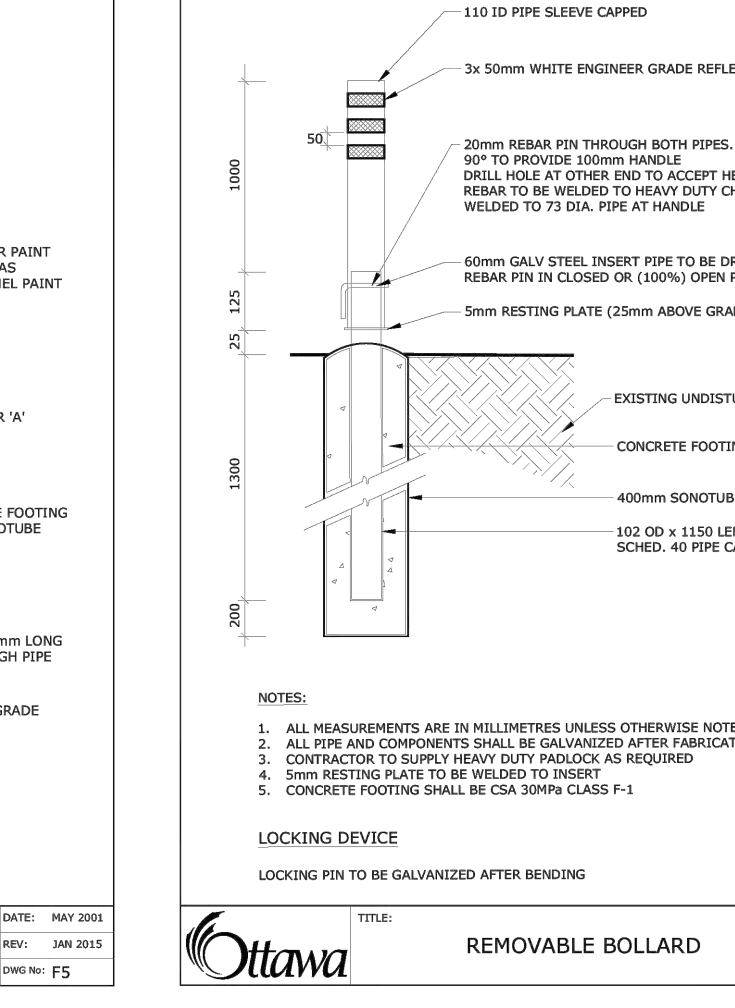 R PAINT
AS
EL PAINT
R 'A'
FOOTING
OTUBE
mm LONG
GH PIPE
GRADE
DATE: MAY 2001
REV: JAN 2015
DWG No: F5
110 ID PIPE SLEEVE CAPPED
3x 50mm WHITE ENGINEER GRADE REFLE
50
1000
20mm REBAR PIN THROUGH BOTH PIPES.
90° TO PROVIDE 100mm HANDLE
DRILL HOLE AT OTHER END TO ACCEPT HE
REBAR TO BE WELDED TO HEAVY DUTY CH
WELDED TO 73 DIA. PIPE AT HANDLE
60mm GALV STEEL INSERT PIPE TO BE DR
REBAR PIN IN CLOSED OR (100%) OPEN P
125
5mm RESTING PLATE (25mm ABOVE GRA
25
EXISTING UNDISTU
CONCRETE FOOTIN
1300
400mm SONOTUB
102 OD x 1150 LE
SCHED. 40 PIPE CA
200
NOTES:
1. ALL MEASUREMENTS ARE IN MILLIMETRES UNLESS OTHERWISE NOTE
2. ALL PIPE AND COMPONENTS SHALL BE GALVANIZED AFTER FABRICAT
3. CONTRACTOR TO SUPPLY HEAVY DUTY PADLOCK AS REQUIRED
4. 5mm RESTING PLATE TO BE WELDED TO INSERT
5. CONCRETE FOOTING SHALL BE CSA 30MPa CLASS F-1
LOCKING DEVICE
LOCKING PIN TO BE GALVANIZED AFTER BENDING
Ottawa
TITLE:
REMOVABLE BOLLARD